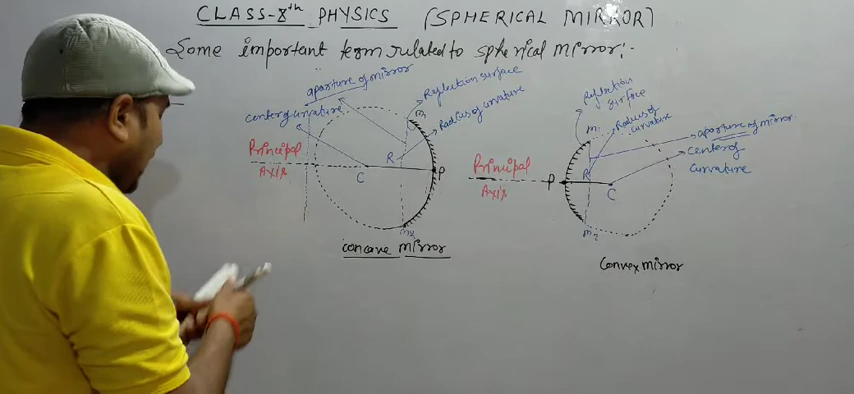 CLASS-8th PHYSICS (SPHERICAL MIRROR)
Some important term related to spherical mirror:-
aperture of mirror
Reflection surface
center of curvature
Radius of curvature
M1
Principal
Axis
R
C
P
M2
concave mirror
Reflection
surface
Radius of
curvature
M1
aperture of mirror
center of
curvature
Principal
Axis
R
P
C
M2
Convex mirror